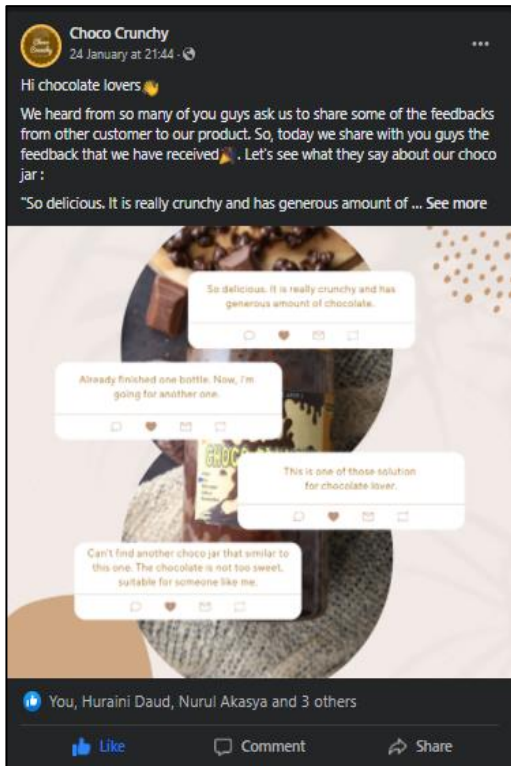 Choco Crunchy
24 January at 21:44 ·
Hi chocolate lovers👋
We heard from so many of you guys ask us to share some of the feedbacks
from other customer to our product. So, today we share with you guys the
feedback that we have received🎉 . Let's see what they say about our choco
jar :
"So delicious. It is really crunchy and has generous amount of ... See more
So delicious. It is really crunchy and has
generous amount of chocolate.
Already finished one bottle. Now, i'm
going for another one.
CHOCO
This is one of those solution
for chocolate lover.
Can't find another choco jar that similar to
this one. The chocolate is not too sweet,
suitable for someone like me.
You, Huraini Daud, Nurul Akasya and 3 others
Like
Comment
Share